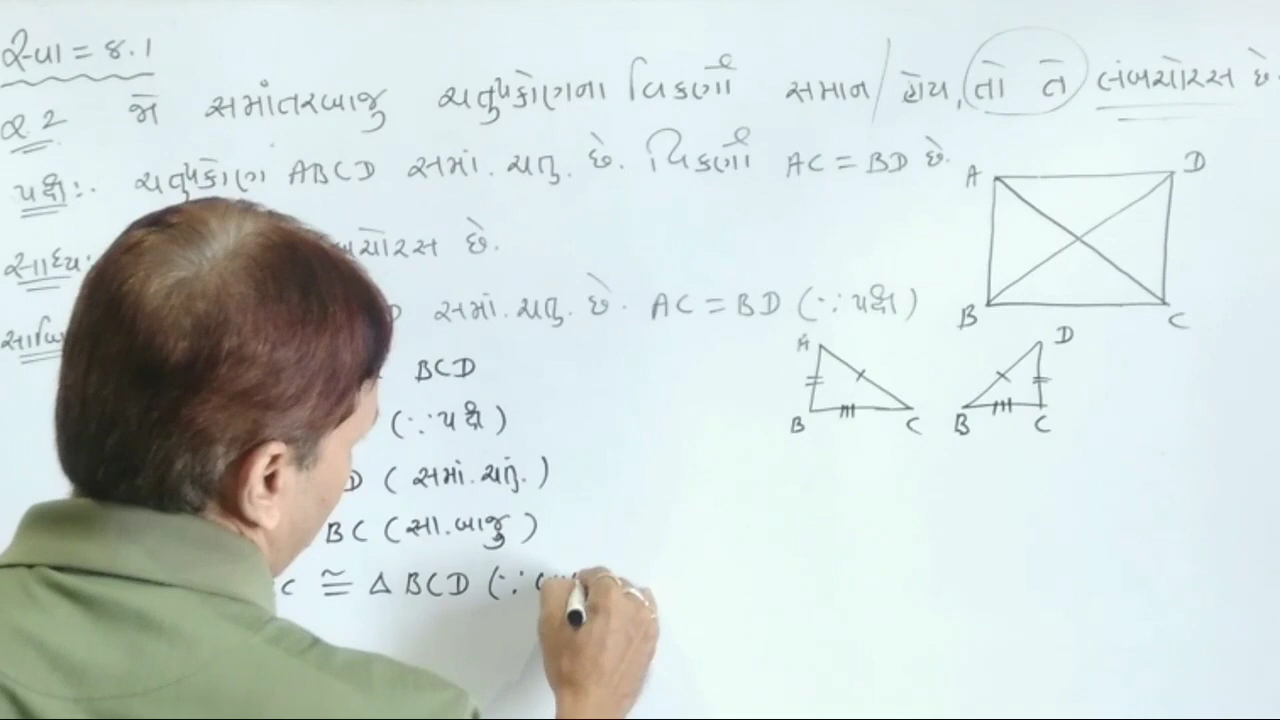 સ્વા = 8.1
Q.2 જો સમાંતરબાજુ ચતુષ્કોણના વિકર્ણો સમાન હોય, તો તે લંબચોરસ છે.
પક્ષ:- ચતુષ્કોણ ABCD સમાં. ચતુ. છે. વિકર્ણો AC = BD છે.
સાધ્ય: બચોરસ છે.
સાબિ D સમાં. ચતુ. છે. AC = BD (∵ પક્ષ)
BCD
(∵ પક્ષ)
D (સમાં. ચતુ.)
BC (સા. બાજુ)
C ≅ Δ BCD (∵
A D
B C
A
B C
D
B C